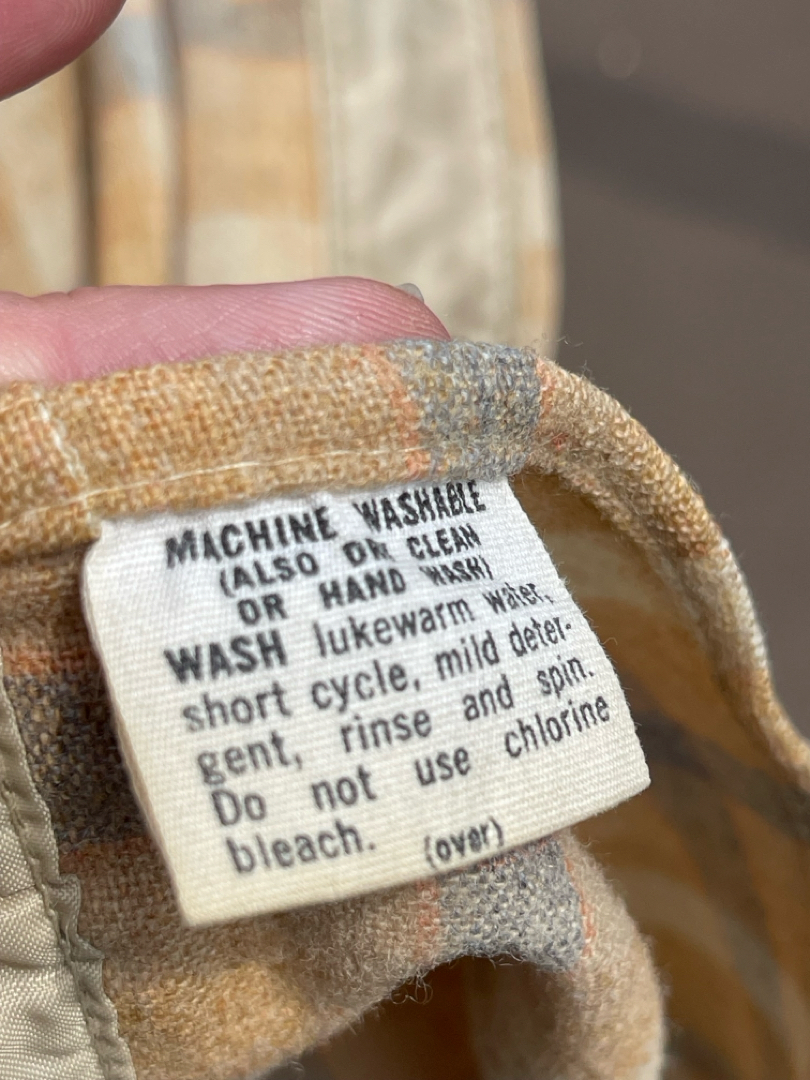 MACHINE WASHABLE
(ALSO DR. CLEAN
OR HAND WASH)
WASH lukewarm water,
short cycle, mild deter-
gent, rinse and spin.
Do not use chlorine
bleach. (over)